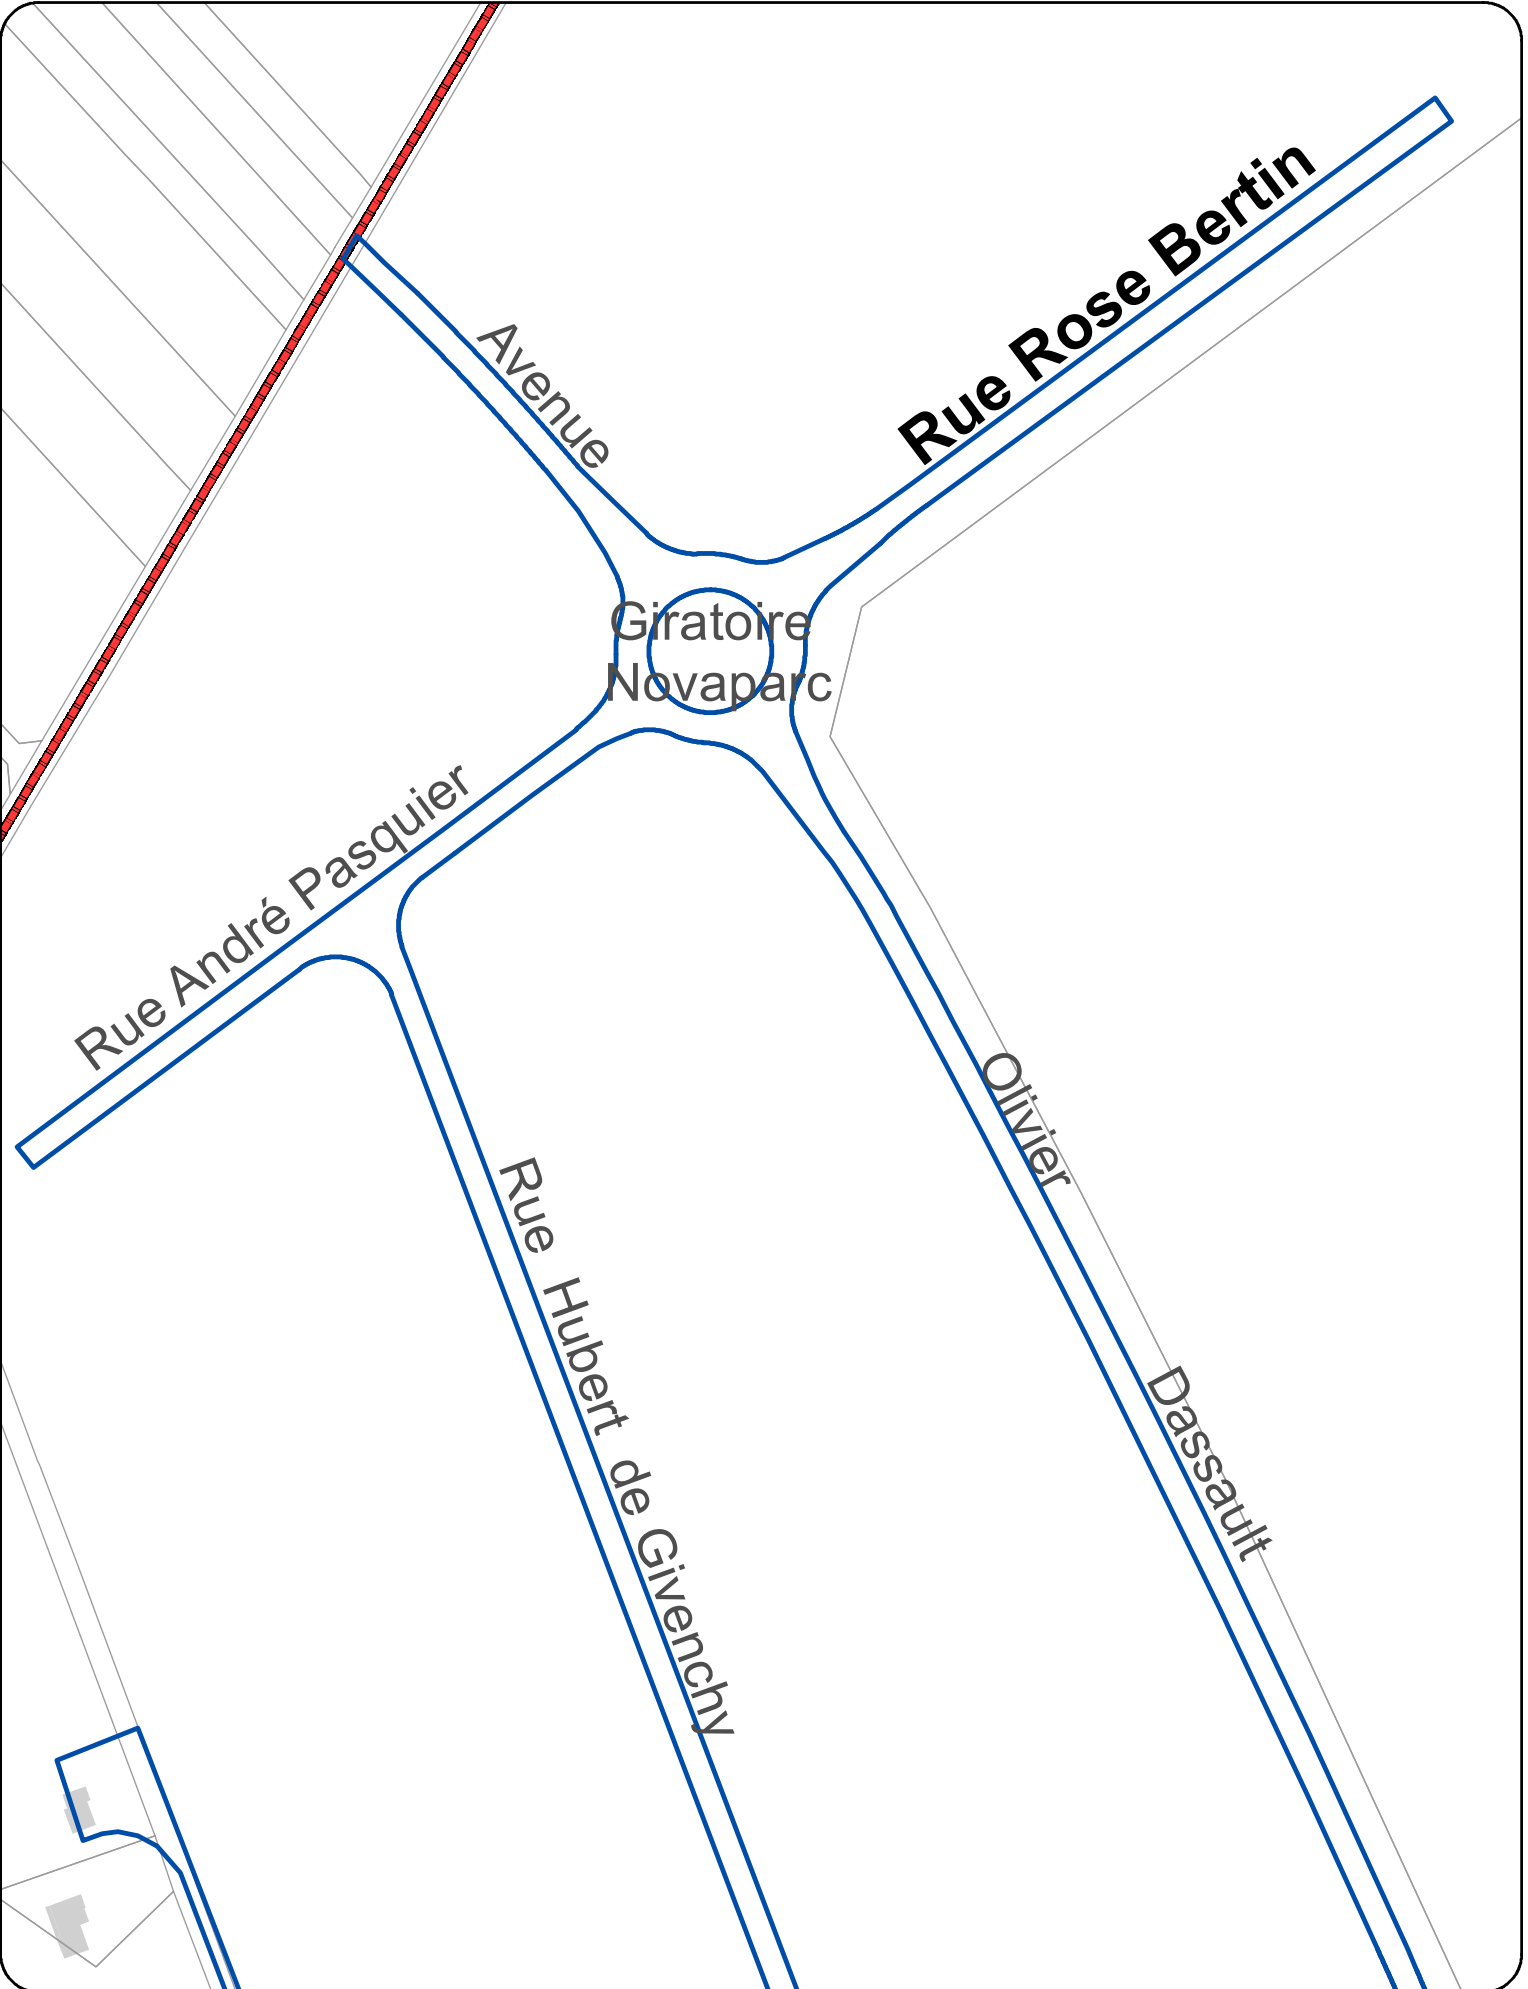 Rue Rose Bertin
Avenue
Giratoire
Novaparc
Rue André Pasquier
Olivier
Rue Hubert de Givenchy
Dassault